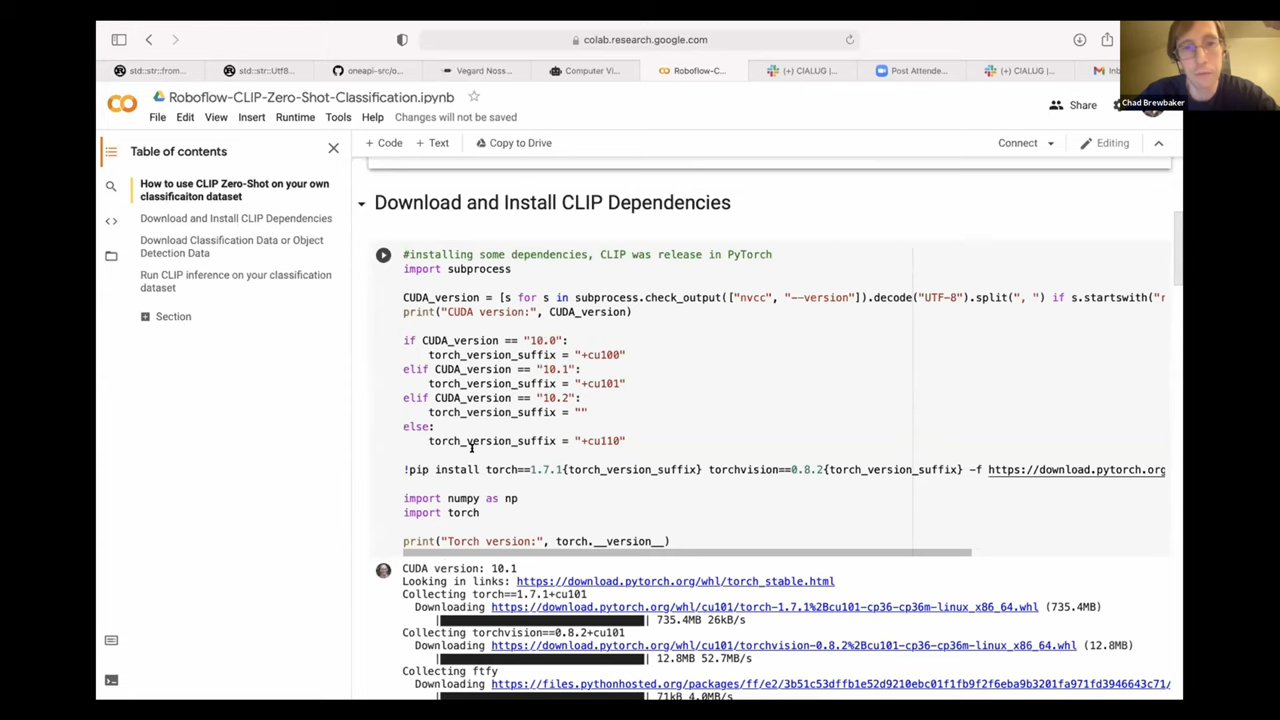 colab.research.google.com
std::str::from...
std::str::Utf8...
oneapi-src/o...
Vegard Noss...
Computer Vi...
Roboflow-C...
(+) CIALUG |...
Post Attende...
(+) CIALUG |...
Chad Brewbaker
Roboflow-CLIP-Zero-Shot-Classification.ipynb
File Edit View Insert Runtime Tools Help Changes will not be saved
Share
Table of contents
+ Code + Text Copy to Drive
Connect
Editing
How to use CLIP Zero-Shot on your own
classificaiton dataset
Download and Install CLIP Dependencies
Download Classification Data or Object
Detection Data
Run CLIP inference on your classification
dataset
Section
Download and Install CLIP Dependencies
#installing some dependencies, CLIP was release in PyTorch
import subprocess
CUDA_version = [s for s in subprocess.check_output(["nvcc", "--version"]).decode("UTF-8").split(", ") if s.startswith("r
print("CUDA version:", CUDA_version)
if CUDA_version == "10.0":
torch_version_suffix = "+cu100"
elif CUDA_version == "10.1":
torch_version_suffix = "+cu101"
elif CUDA_version == "10.2":
torch_version_suffix = ""
else:
torch_version_suffix = "+cu110"
!pip install torch==1.7.1{torch_version_suffix} torchvision==0.8.2{torch_version_suffix} -f https://download.pytorch.org
import numpy as np
import torch
print("Torch version:", torch.__version__)
CUDA version: 10.1
Looking in links: https://download.pytorch.org/whl/torch_stable.html
Collecting torch==1.7.1+cu101
Downloading https://download.pytorch.org/whl/cu101/torch-1.7.1%2Bcu101-cp36-cp36m-linux_x86_64.whl (735.4MB)
735.4MB 26kB/s
Collecting torchvision==0.8.2+cu101
Downloading https://download.pytorch.org/whl/cu101/torchvision-0.8.2%2Bcu101-cp36-cp36m-linux_x86_64.whl (12.8MB)
12.8MB 52.7MB/s
Collecting ftfy
Downloading https://files.pythonhosted.org/packages/ff/e2/3b51c53dffb1e52d9210ebc01f1fb9f2f6eba9b3201fa971fd3946643c71/
71kB 4.0MB/s